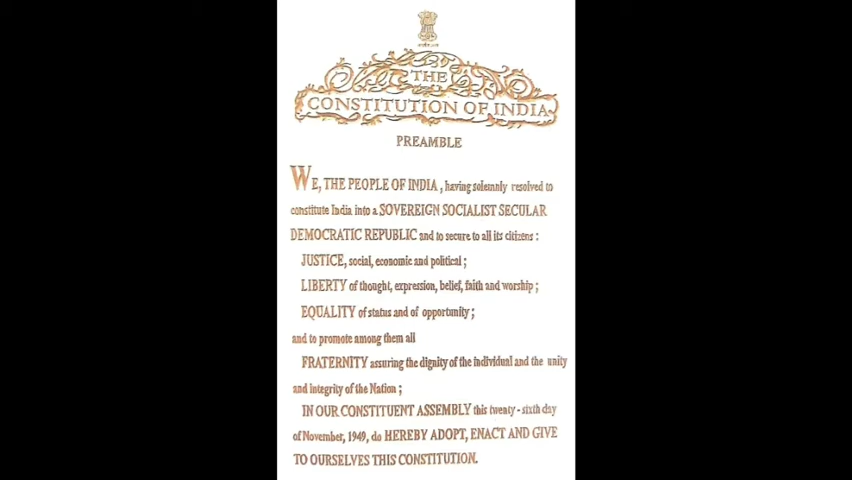 THE
CONSTITUTION OF INDIA
PREAMBLE
WE, THE PEOPLE OF INDIA, having solemnly resolved to
constitute India into a SOVEREIGN SOCIALIST SECULAR
DEMOCRATIC REPUBLIC and to secure to all its citizens :
JUSTICE, social, economic and political ;
LIBERTY of thought, expression, belief, faith and worship ;
EQUALITY of status and of opportunity ;
and to promote among them all
FRATERNITY assuring the dignity of the individual and the unity
and integrity of the Nation ;
IN OUR CONSTITUENT ASSEMBLY this twenty - sixth day
of November, 1949, do HEREBY ADOPT, ENACT AND GIVE
TO OURSELVES THIS CONSTITUTION.